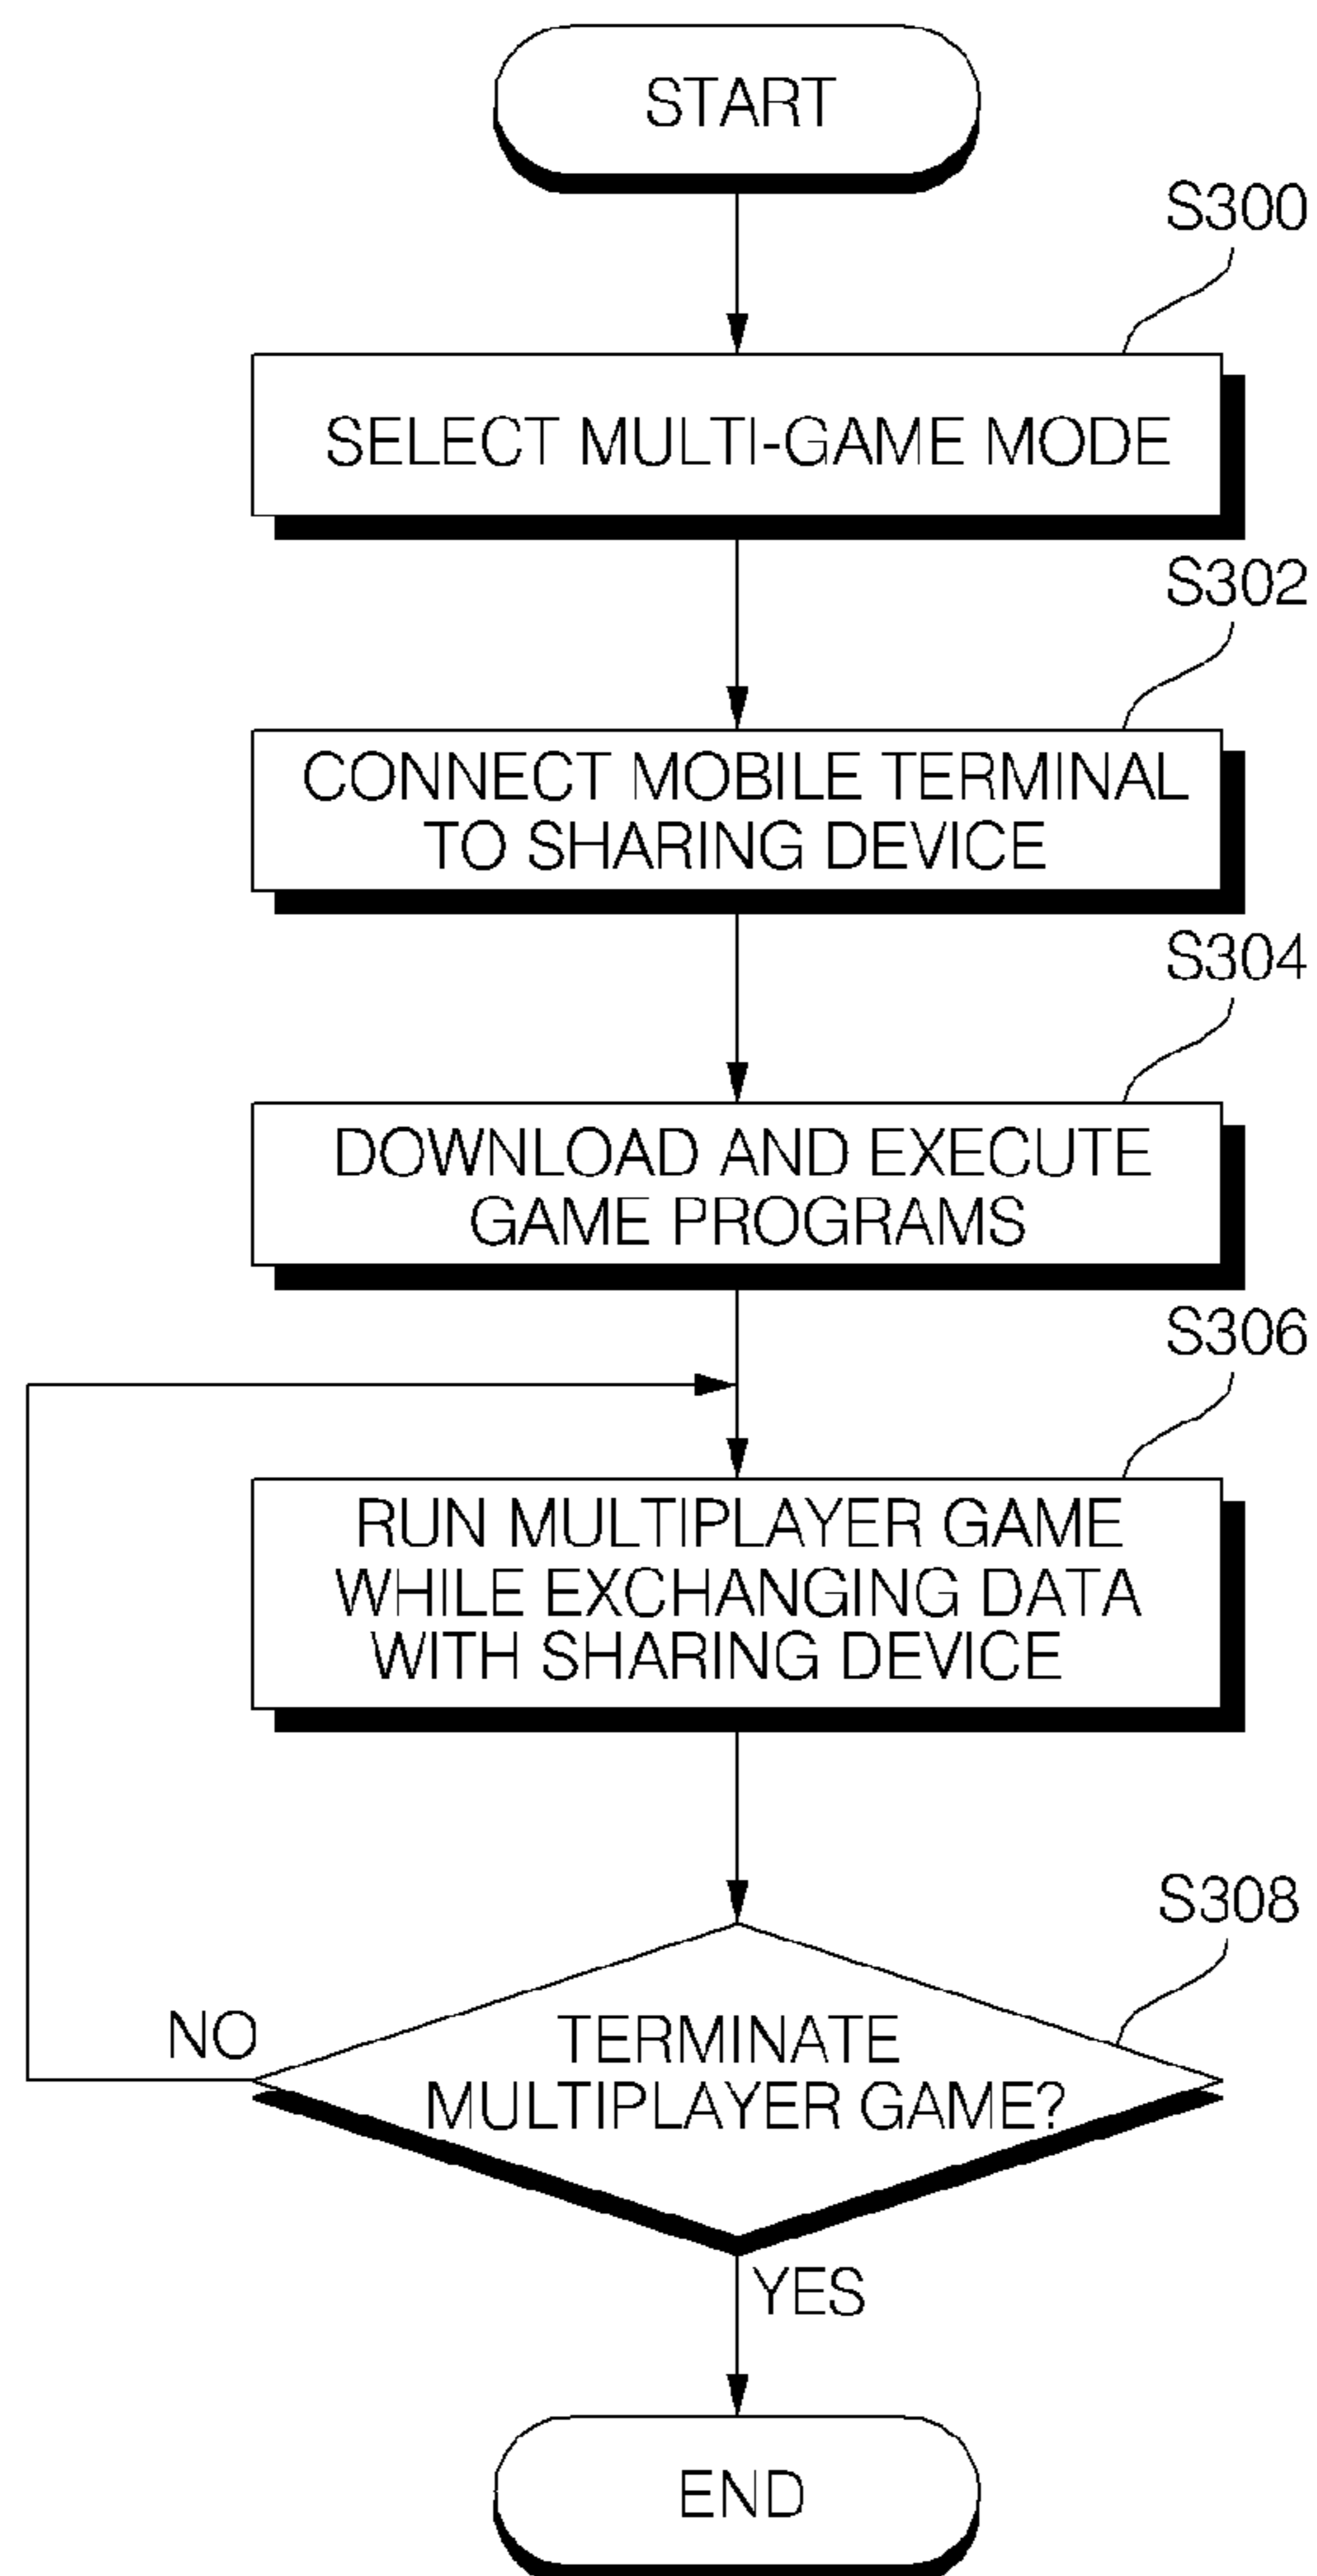 START
S300
SELECT MULTI-GAME MODE
S302
CONNECT MOBILE TERMINAL
TO SHARING DEVICE
S304
DOWNLOAD AND EXECUTE
GAME PROGRAMS
S306
RUN MULTIPLAYER GAME
WHILE EXCHANGING DATA
WITH SHARING DEVICE
S308
NO
TERMINATE
MULTIPLAYER GAME?
YES
END